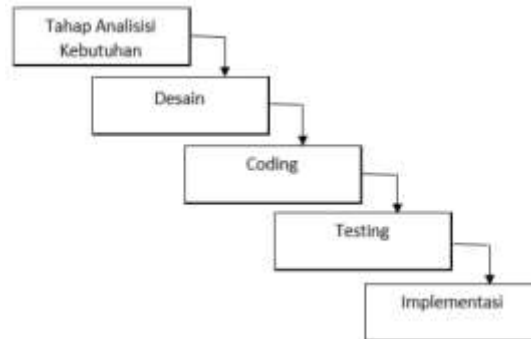 Tahap Analisisi
Kebutuhan
Desain
Coding
Testing
Implementasi